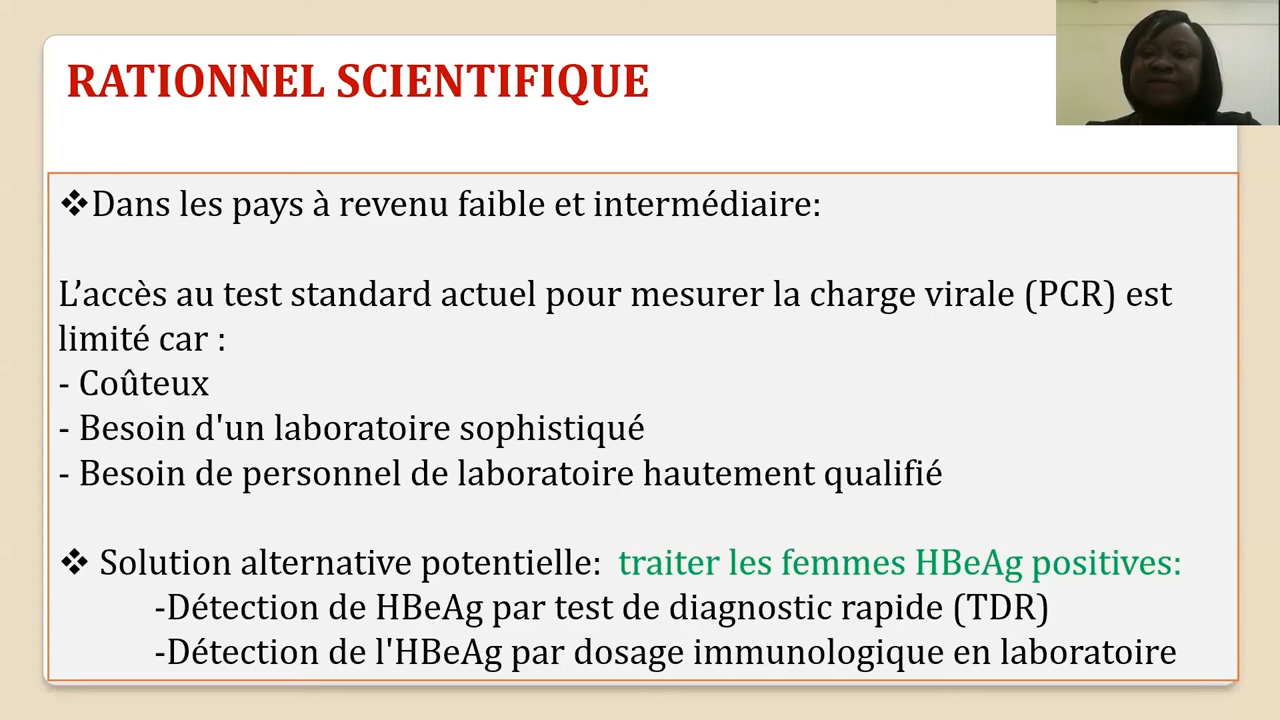 RATIONNEL SCIENTIFIQUE
❖Dans les pays à revenu faible et intermédiaire:
L’accès au test standard actuel pour mesurer la charge virale (PCR) est
limité car :
- Coûteux
- Besoin d'un laboratoire sophistiqué
- Besoin de personnel de laboratoire hautement qualifié
❖ Solution alternative potentielle: traiter les femmes HBeAg positives:
-Détection de HBeAg par test de diagnostic rapide (TDR)
-Détection de l'HBeAg par dosage immunologique en laboratoire